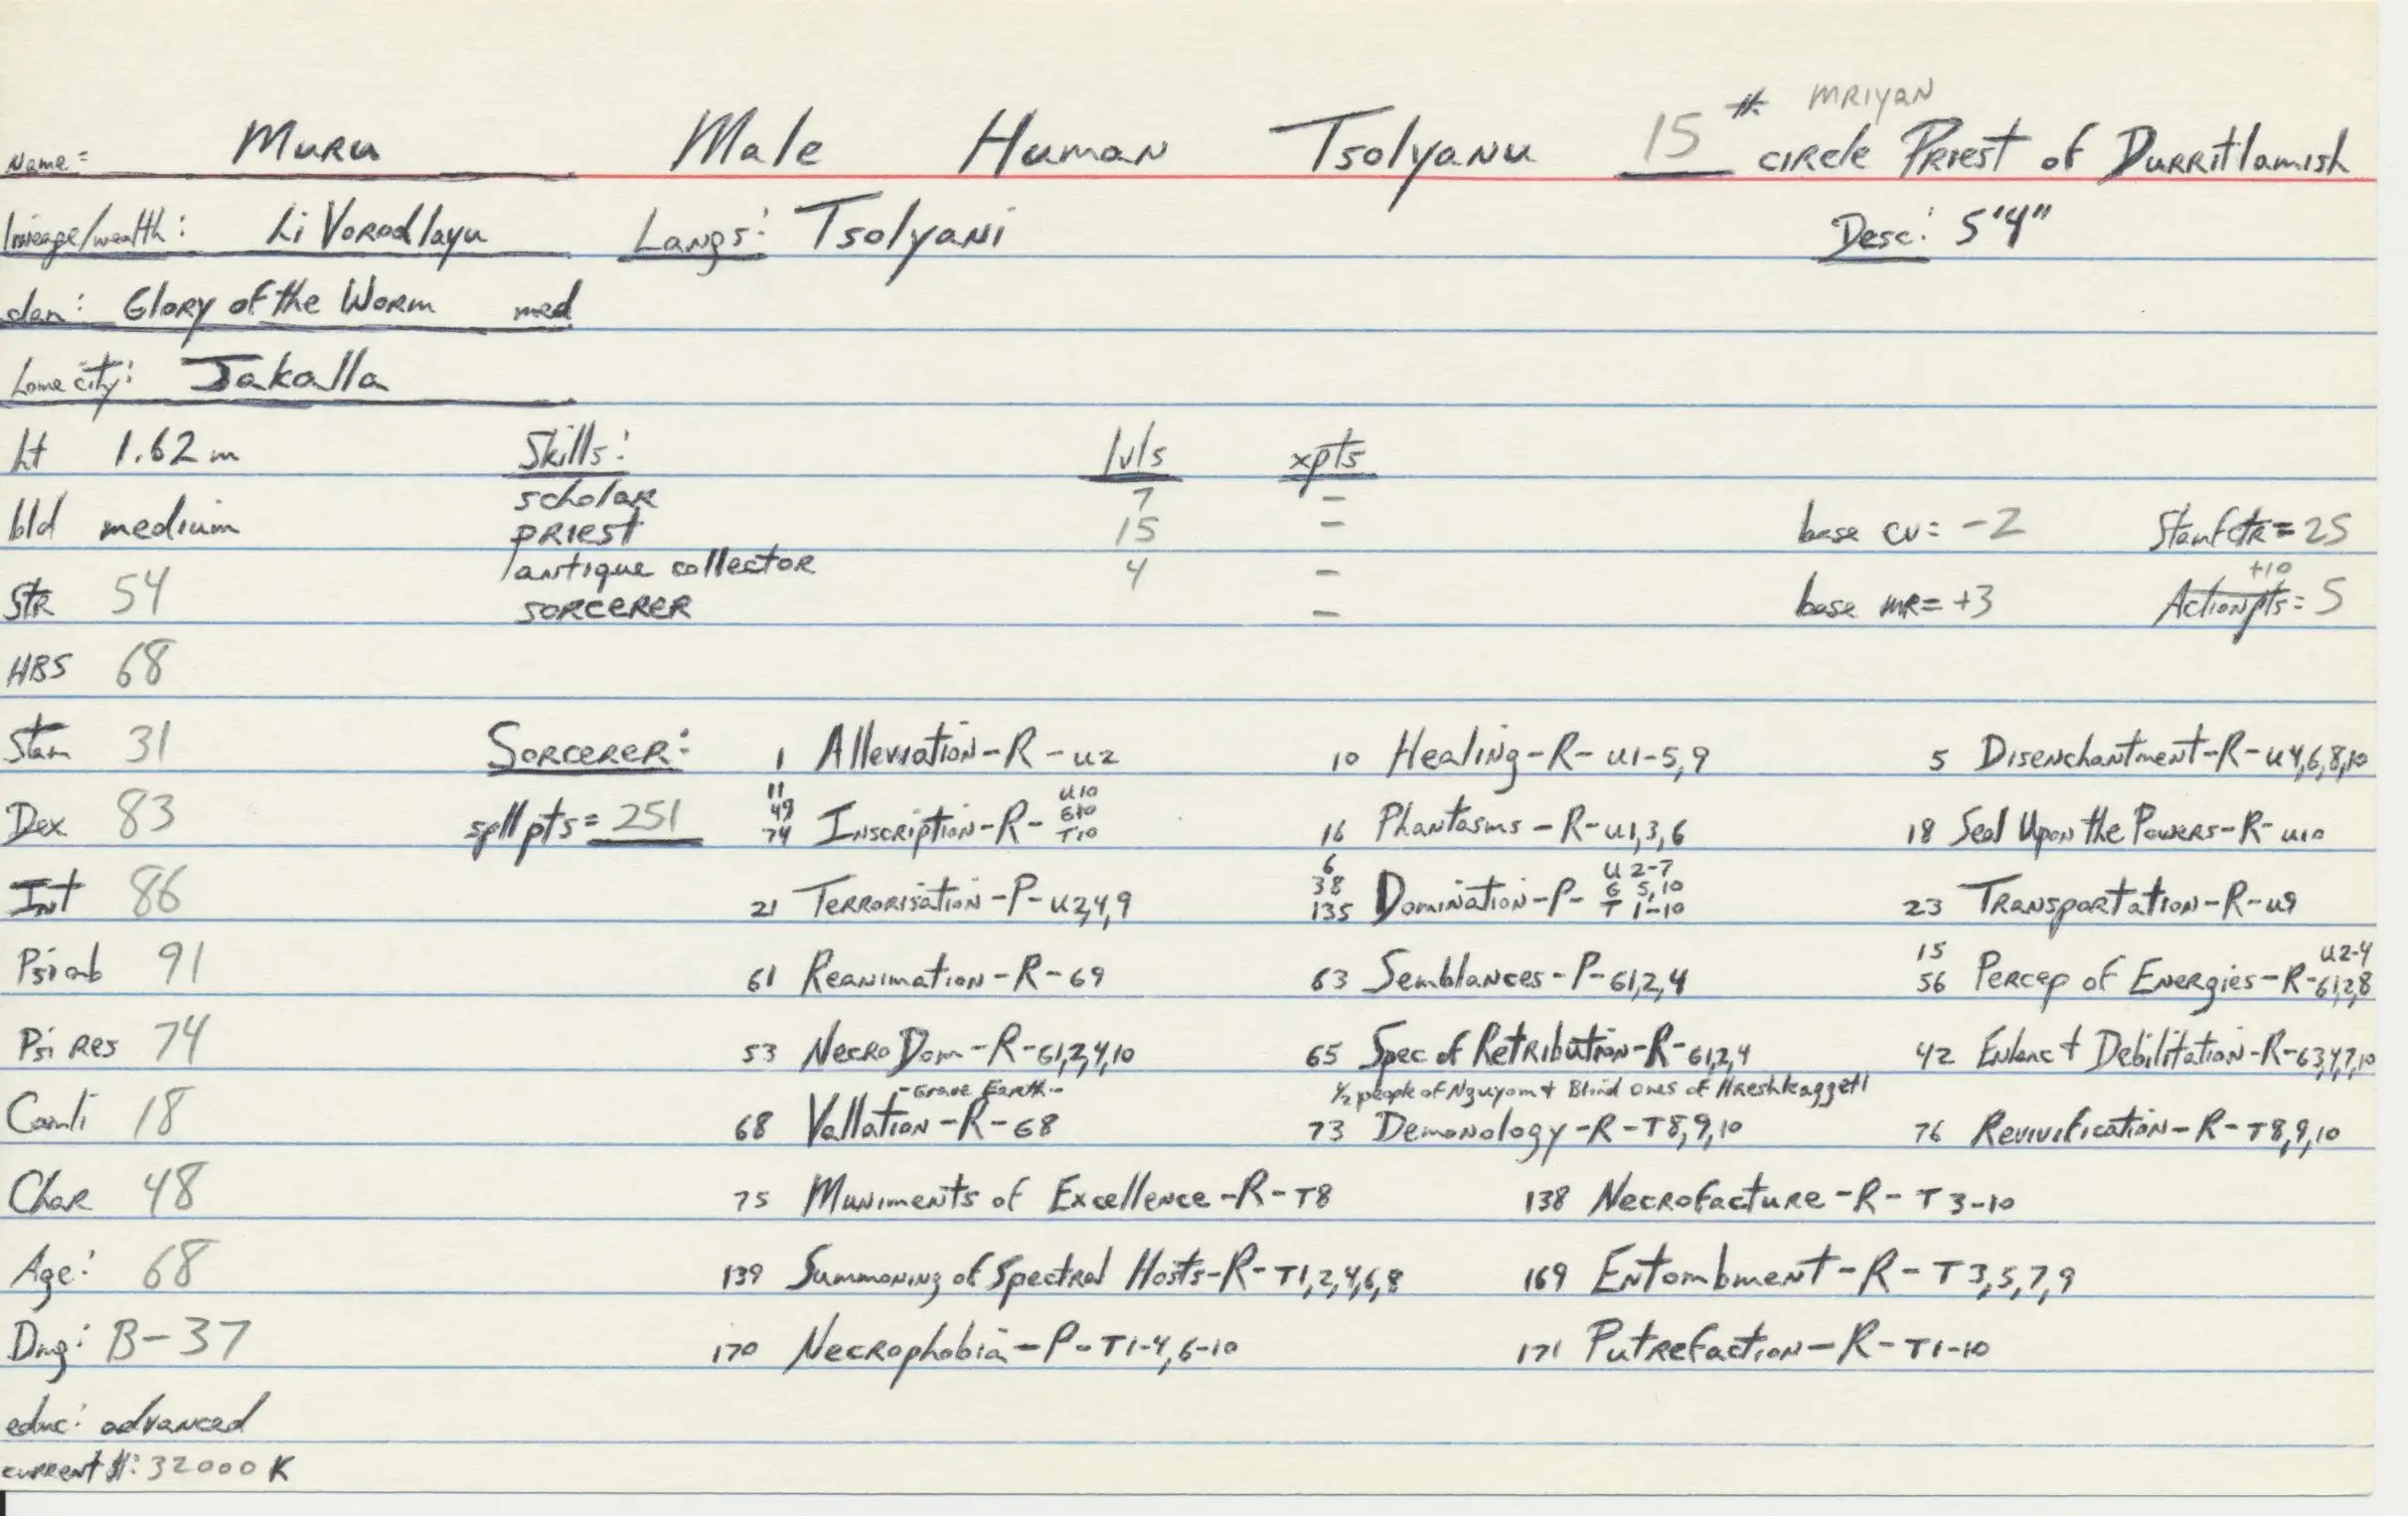 MRIYAN
Name: Muru Male Human Tsolyanu 15th circle Priest of Durritlamish
lineage/wealth: hi Vorodlayu Langs: Tsolyani Desc: 5'4"
clan: Glory of the Worm med
home city: Jakalla
ht 1.62 m Skills: lvls xpts
scholar 7 -
bld medium priest 15 - base cv: -2 Stamfctr = 25
antique collector 4 - +10
Str 54 sorcerer - base mr= +3 Actionpts: 5
HBS 68
Stam 31 Sorcerer: 1 Alleviation-R-u2 10 Healing-R-u1-5,9 5 Disenchantment-R-u4,6,8,10
Dex 83 spll pts = 251 11 49 74 Inscription-R- u10 G10 T10 16 Phantasms-R-u1,3,6 18 Seal Upon the Powers-R-u10
Int 86 21 Terrorisation-P-u2,4,9 6 38 135 Domination-P- U 2-7 G 5,10 T 1-10 23 Transportation-R-u9
Psi ab 91 61 Reanimation-R-G9 63 Semblances-P-G1,2,4 15 56 Percep of Energies-R- u2-4 G1,2,8
Psi Res 74 53 Necro Dom-R-G1,2,4,10 65 Spec of Retribution-R-G1,2,4 42 Enhanc + Debilitation-R-G3,4,7,10
-Grave Earth- 1/2 people of Nguyom + Blind Ones of Hreshkaggetl
Comli 18 68 Vallation-R-G8 73 Demonology-R-T8,9,10 76 Revivification-R-T8,9,10
Char 48 75 Muniments of Excellence-R-T8 138 Necrofacture-R-T3-10
Age: 68 139 Summoning of Spectral Hosts-R-T1,2,4,6,8 169 Entombment-R-T3,5,7,9
Dmg: B-37 170 Necrophobia-P-T1-4,6-10 171 Putrefaction-R-T1-10
educ: advanced
current $: 32000 K